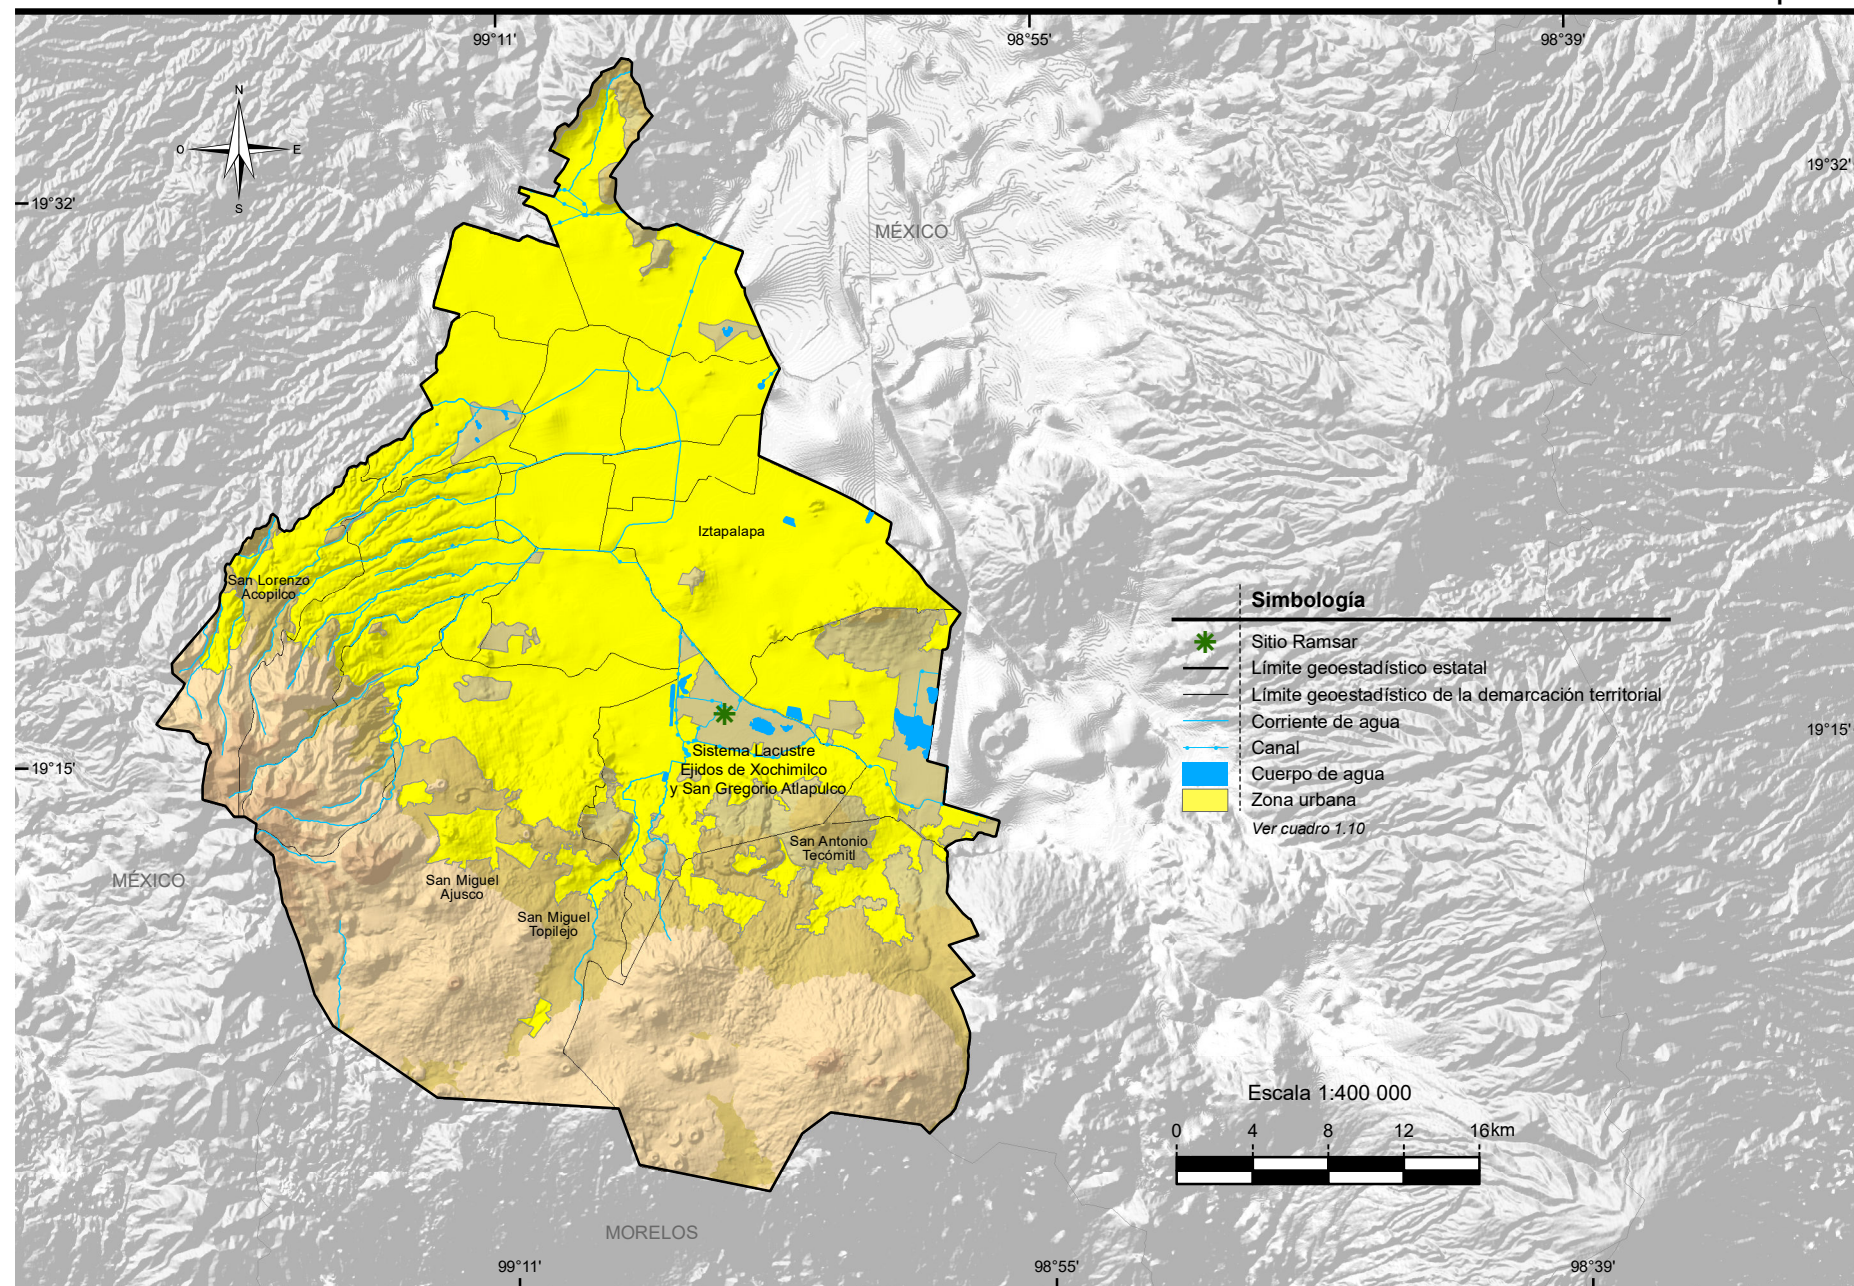 99°11'
98°55'
98°39'
N
O
E
S
19°32'
19°32'
MÉXICO
Iztapalapa
San Lorenzo
Acopilco
Simbología
Sitio Ramsar
Límite geoestadístico estatal
Límite geoestadístico de la demarcación territorial
Corriente de agua
Canal
Cuerpo de agua
Zona urbana
Ver cuadro 1.10
19°15'
19°15'
Sistema Lacustre
Ejidos de Xochimilco
y San Gregorio Atlapulco
San Antonio
Tecómitl
MÉXICO
San Miguel
Ajusco
San Miguel
Topilejo
Escala 1:400 000
0 4 8 12 16km
MORELOS
99°11'
98°55'
98°39'